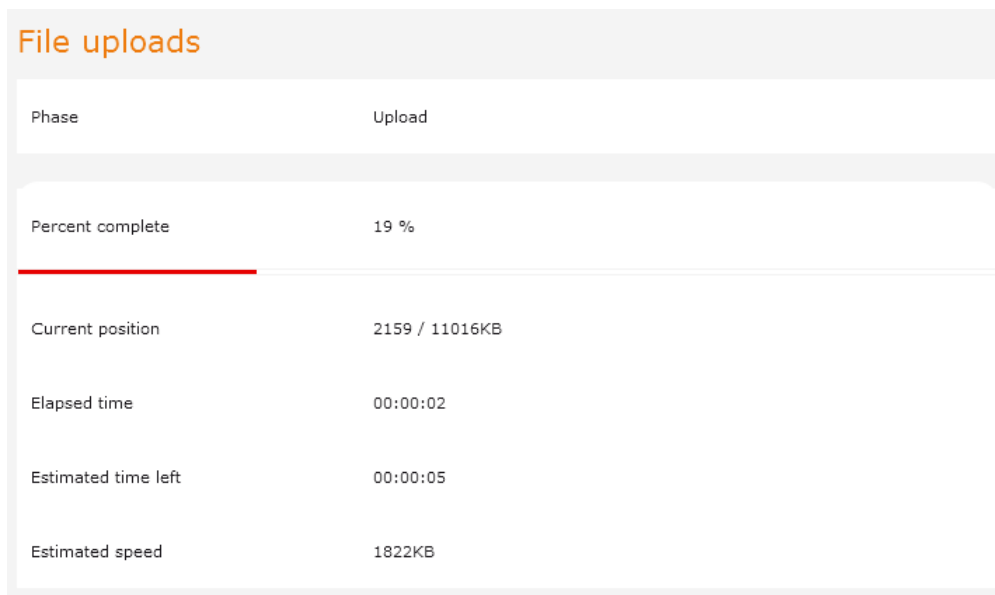 File uploads
Phase Upload
Percent complete 19 %
Current position 2159 / 11016KB
Elapsed time 00:00:02
Estimated time left 00:00:05
Estimated speed 1822KB